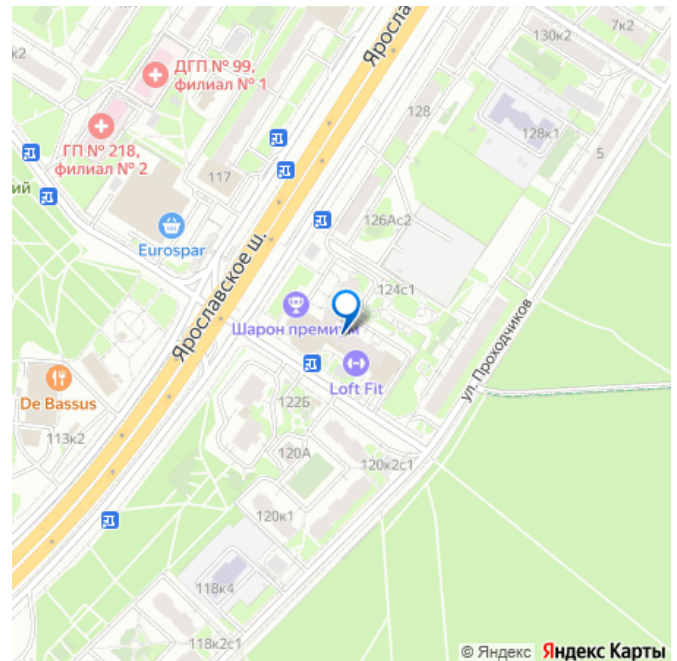 к2
ДГП № 99,
филиал № 1
Яросла
130к2
7к2
ГП № 218,
филиал № 2
128
128к1
5
117
ий
Eurospar
126Ас2
Ярославское ш.
124с1
Шарон премиум
ул. Проходчиков
Loft Fit
De Bassus
122Б
113к2
120А
120к2с1
120к1
118к4
118к2с1
© Яндекс Яндекс Карты